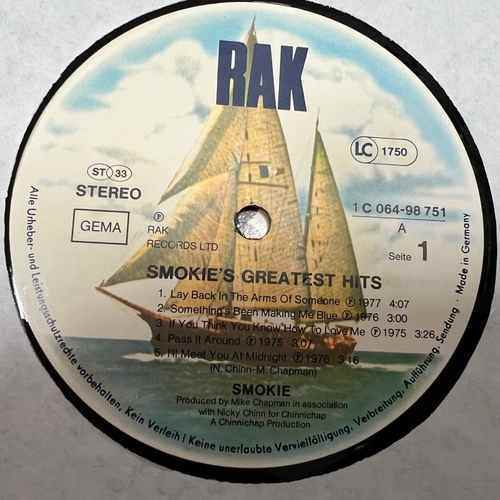 RAK
LC 1750
ST 33
STEREO
GEMA
℗
RAK
RECORDS LTD
1 C 064-98 751
A
Seite 1
SMOKIE'S GREATEST HITS
1. Lay Back In The Arms Of Someone ℗ 1977 4:07
2. Something's Been Making Me Blue ℗ 1976 3:00
3. If You Think You Know How To Love Me ℗ 1975 3:26
4. Pass It Around ℗ 1975 3:07
5. I'll Meet You At Midnight ℗ 1976 3:16
(N. Chinn-M. Chapman)
SMOKIE
Produced by Mike Chapman in association
with Nicky Chinn for Chinnichap
A Chinnichap Production
Alle Urheber- und Leistungsschutzrechte vorbehalten. Kein Verleih! Keine unerlaubte Vervielfältigung, Verbreitung, Aufführung, Sendung · Made in Germany